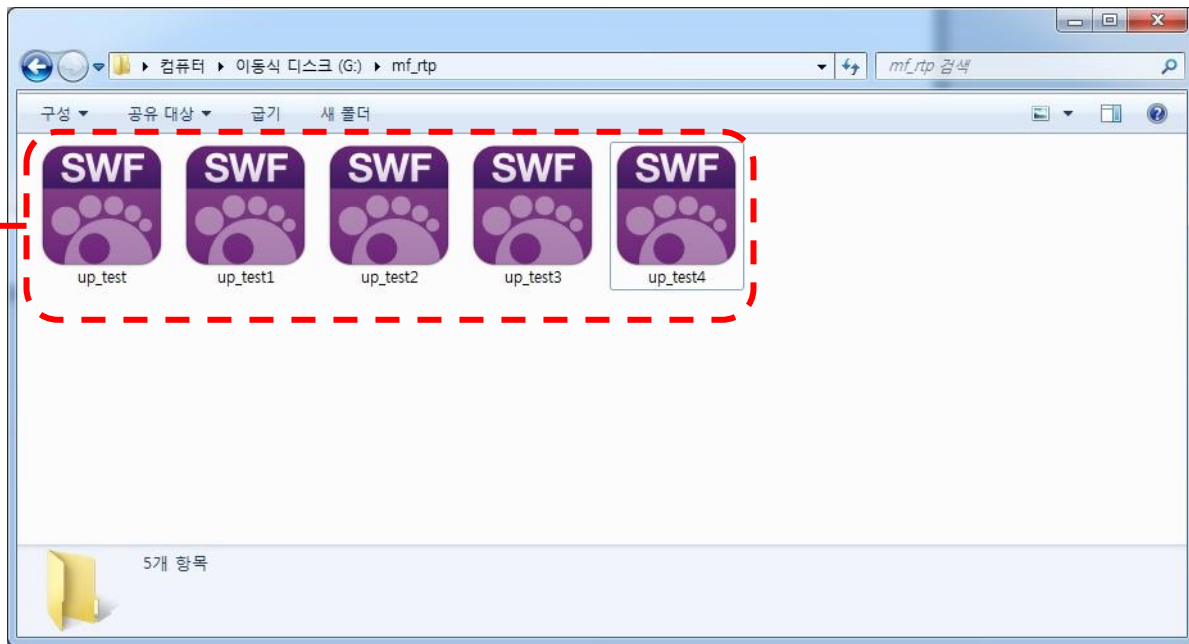 컴퓨터 이동식 디스크 (G:) mf_rtp mf_rtp 검색
구성 공유 대상 굽기 새 폴더
SWF SWF SWF SWF SWF
up_test up_test1 up_test2 up_test3 up_test4
5개 항목